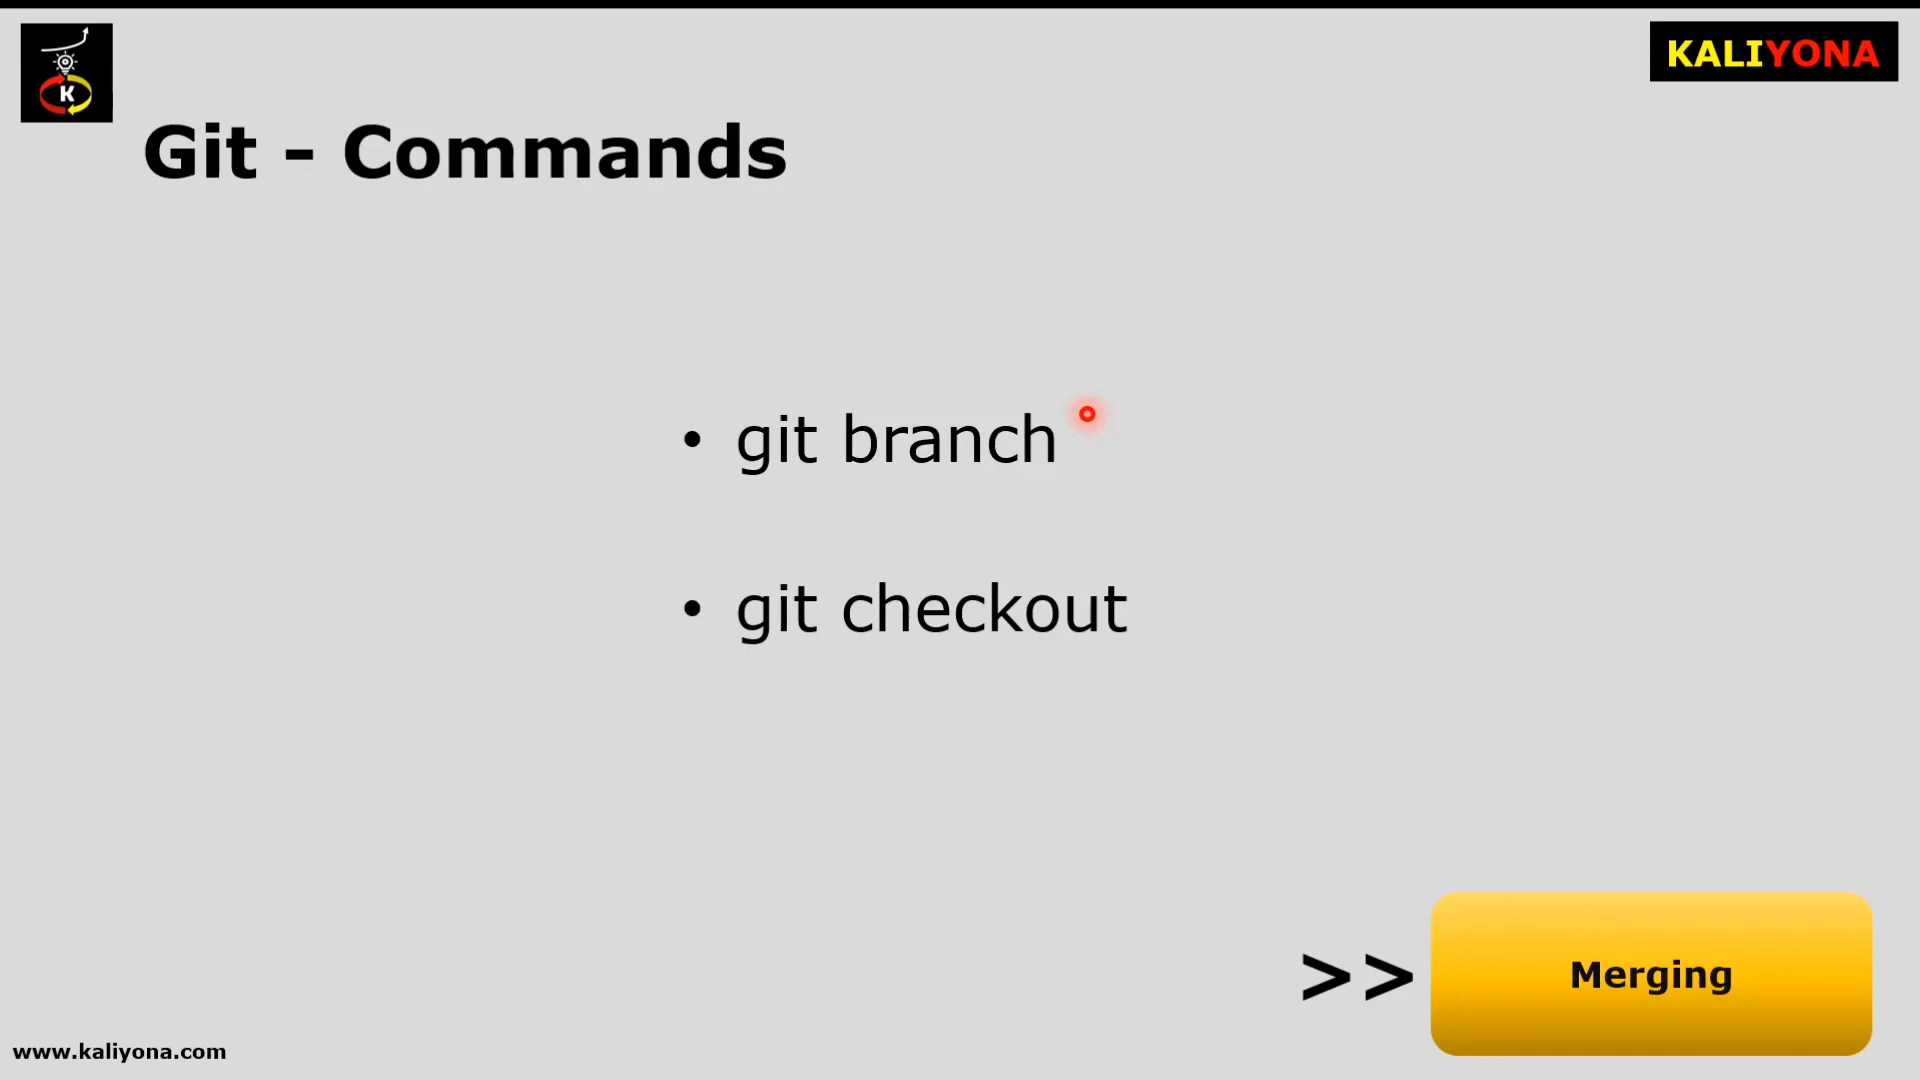 K
KALIYONA
Git - Commands
• git branch
• git checkout
>> Merging
www.kaliyona.com